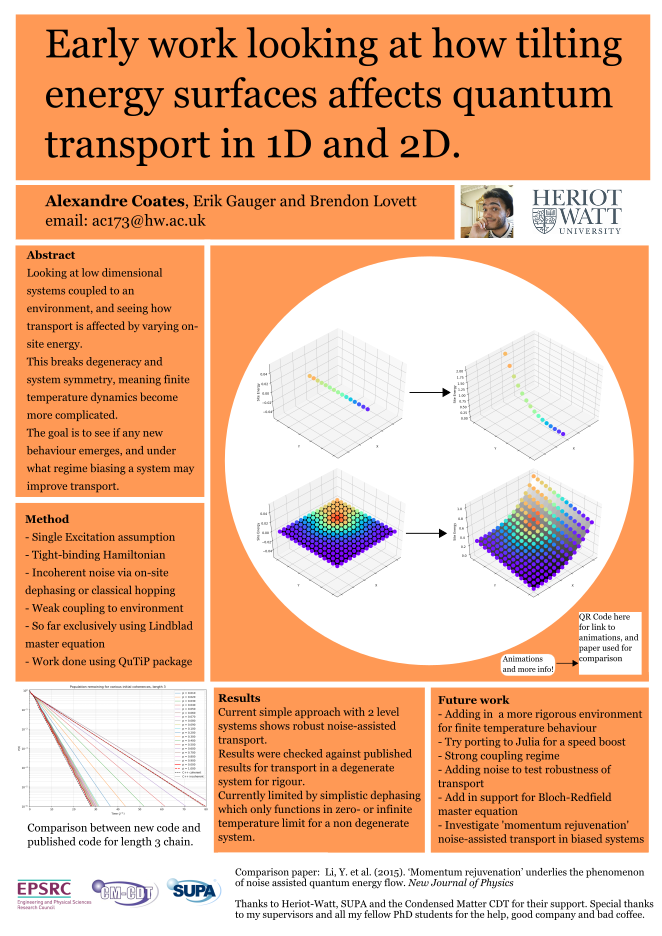 Early work looking at how tilting
energy surfaces affects quantum
transport in 1D and 2D.
Alexandre Coates, Erik Gauger and Brendon Lovett
email: ac173@hw.ac.uk
HERIOT
WATT
UNIVERSITY
Abstract
Looking at low dimensional
systems coupled to an
environment, and seeing how
transport is affected by varying on-
site energy.
This breaks degeneracy and
system symmetry, meaning finite
temperature dynamics become
more complicated.
The goal is to see if any new
behaviour emerges, and under
what regime biasing a system may
improve transport.
Method
- Single Excitation assumption
- Tight-binding Hamiltonian
- Incoherent noise via on-site
dephasing or classical hopping
- Weak coupling to environment
- So far exclusively using Lindblad
master equation
- Work done using QuTiP package
Site Energy
Y
X
Site Energy
Y
X
Site Energy
Y
X
Site Energy
Y
X
Animations
and more info!
QR Code here
for link to
animations, and
paper used for
comparison
Population remaining for various initial coherences, length 3
Comparison between new code and
published code for length 3 chain.
Results
Current simple approach with 2 level
systems shows robust noise-assisted
transport.
Results were checked against published
results for transport in a degenerate
system for rigour.
Currently limited by simplistic dephasing
which only functions in zero- or infinite
temperature limit for a non degenerate
system.
Future work
- Adding in  a more rigorous environment
for finite temperature behaviour
- Try porting to Julia for a speed boost
- Strong coupling regime
- Adding noise to test robustness of
transport
- Add in support for Bloch-Redfield
master equation
- Investigate 'momentum rejuvenation'
noise-assisted transport in biased systems
EPSRC
Engineering and Physical Sciences
Research Council
CM-CDT
SUPA
Comparison paper:  Li, Y. et al. (2015). 'Momentum rejuvenation' underlies the phenomenon
of noise assisted quantum energy flow. New Journal of Physics
Thanks to Heriot-Watt, SUPA and the Condensed Matter CDT for their support. Special thanks
to my supervisors and all my fellow PhD students for the help, good company and bad coffee.